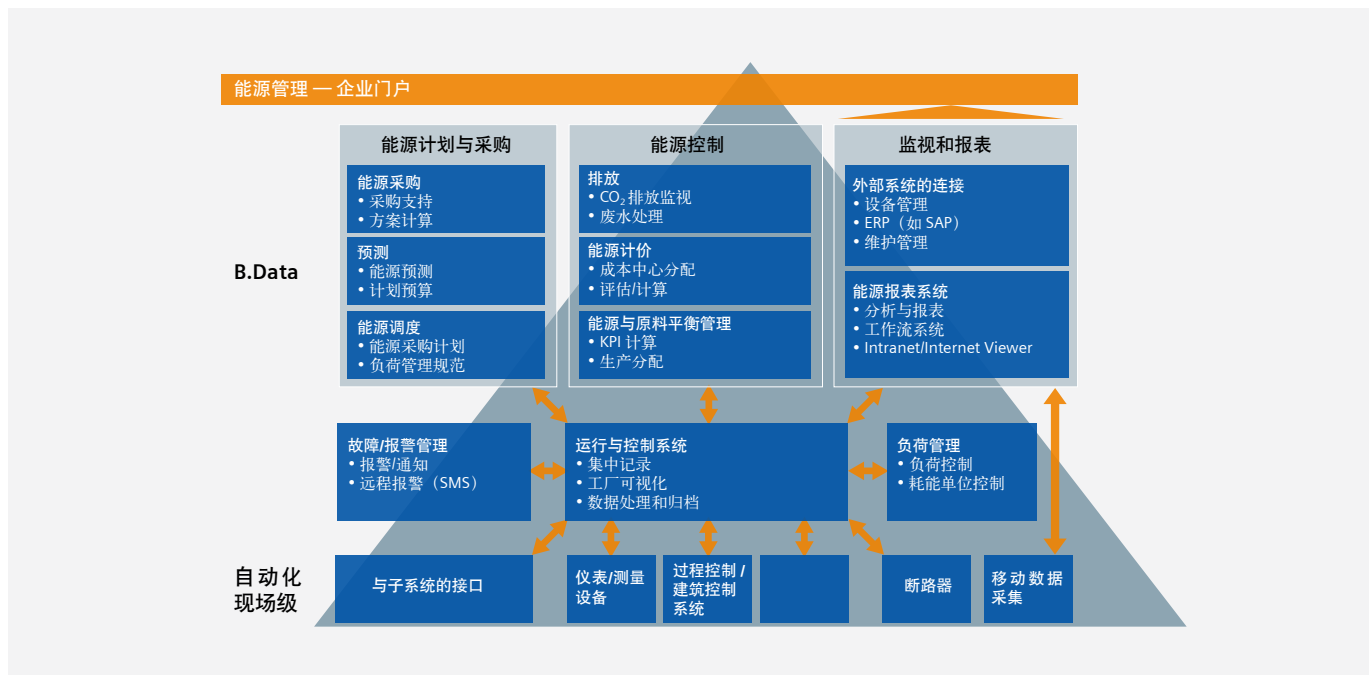 能源管理 — 企业门户
能源计划与采购
能源采购
• 采购支持
• 方案计算
预测
• 能源预测
• 计划预算
能源调度
• 能源采购计划
• 负荷管理规范
能源控制
排放
• CO₂ 排放监视
• 废水处理
能源计价
• 成本中心分配
• 评估/计算
能源与原料平衡管理
• KPI 计算
• 生产分配
监视和报表
外部系统的连接
• 设备管理
• ERP（如 SAP）
• 维护管理
能源报表系统
• 分析与报表
• 工作流系统
• Intranet/Internet Viewer
B.Data
故障/报警管理
• 报警/通知
• 远程报警（SMS）
运行与控制系统
• 集中记录
• 工厂可视化
• 数据处理和归档
负荷管理
• 负荷控制
• 耗能单位控制
自动化
现场级
与子系统的接口
仪表/测量
设备
过程控制 /
建筑控制
系统
断路器
移动数据
采集